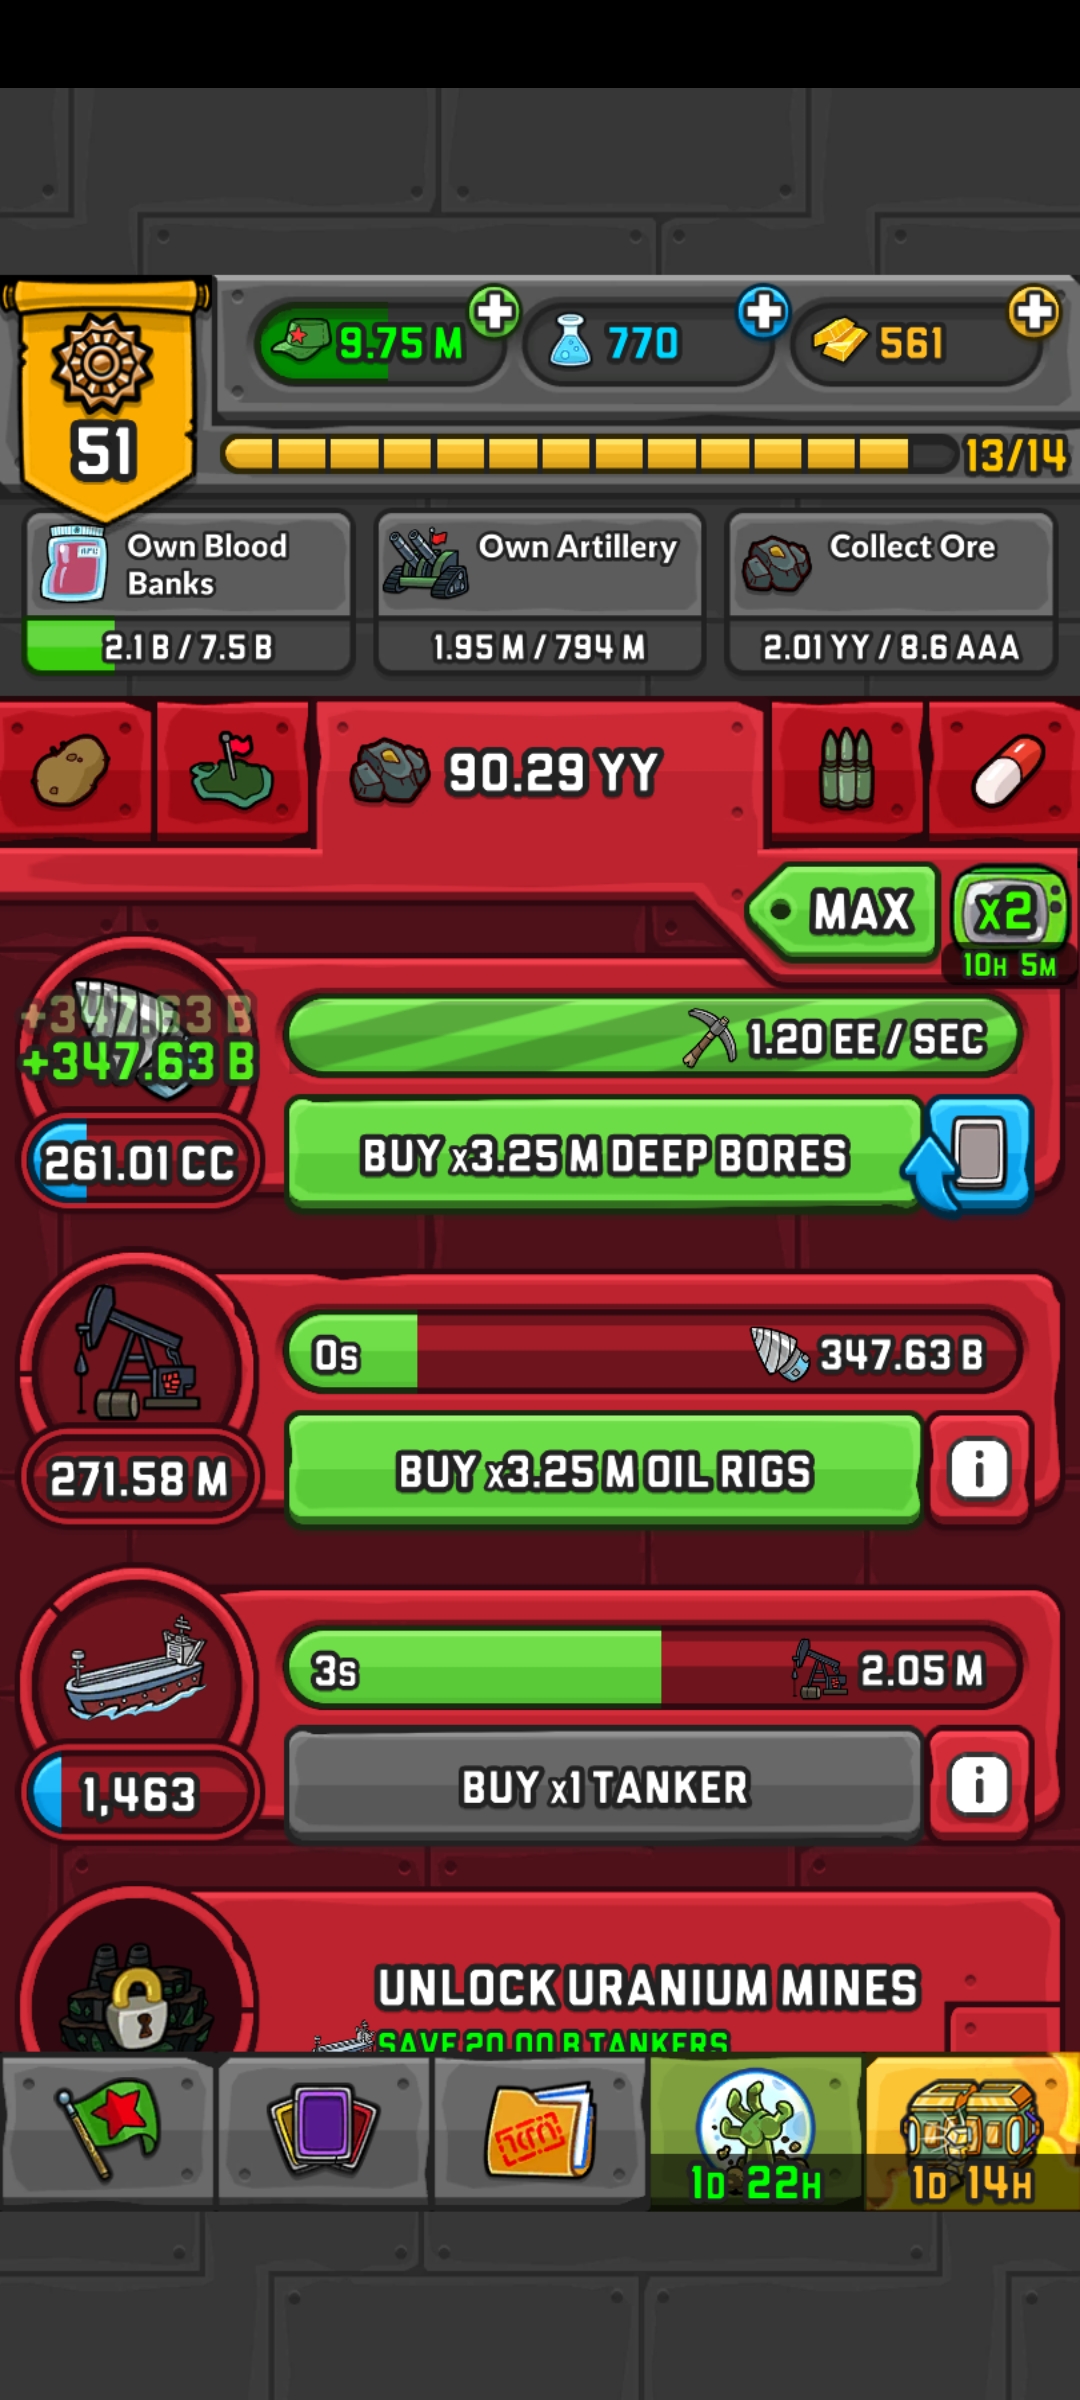 51
9.75 M
770
561
13/14
Own Blood
Banks
2.1 B / 7.5 B
Own Artillery
1.95 M / 794 M
Collect Ore
2.01 YY / 8.6 AAA
90.29 YY
MAX
x2
10H 5M
+347.63 B
+347.63 B
1.20 EE / SEC
261.01 CC
BUY x3.25 M DEEP BORES
0s
347.63 B
271.58 M
BUY x3.25 M OIL RIGS
i
3s
2.05 M
1,463
BUY x1 TANKER
i
UNLOCK URANIUM MINES
SAVE 20.00 B TANKERS
1D 22H
1D 14H